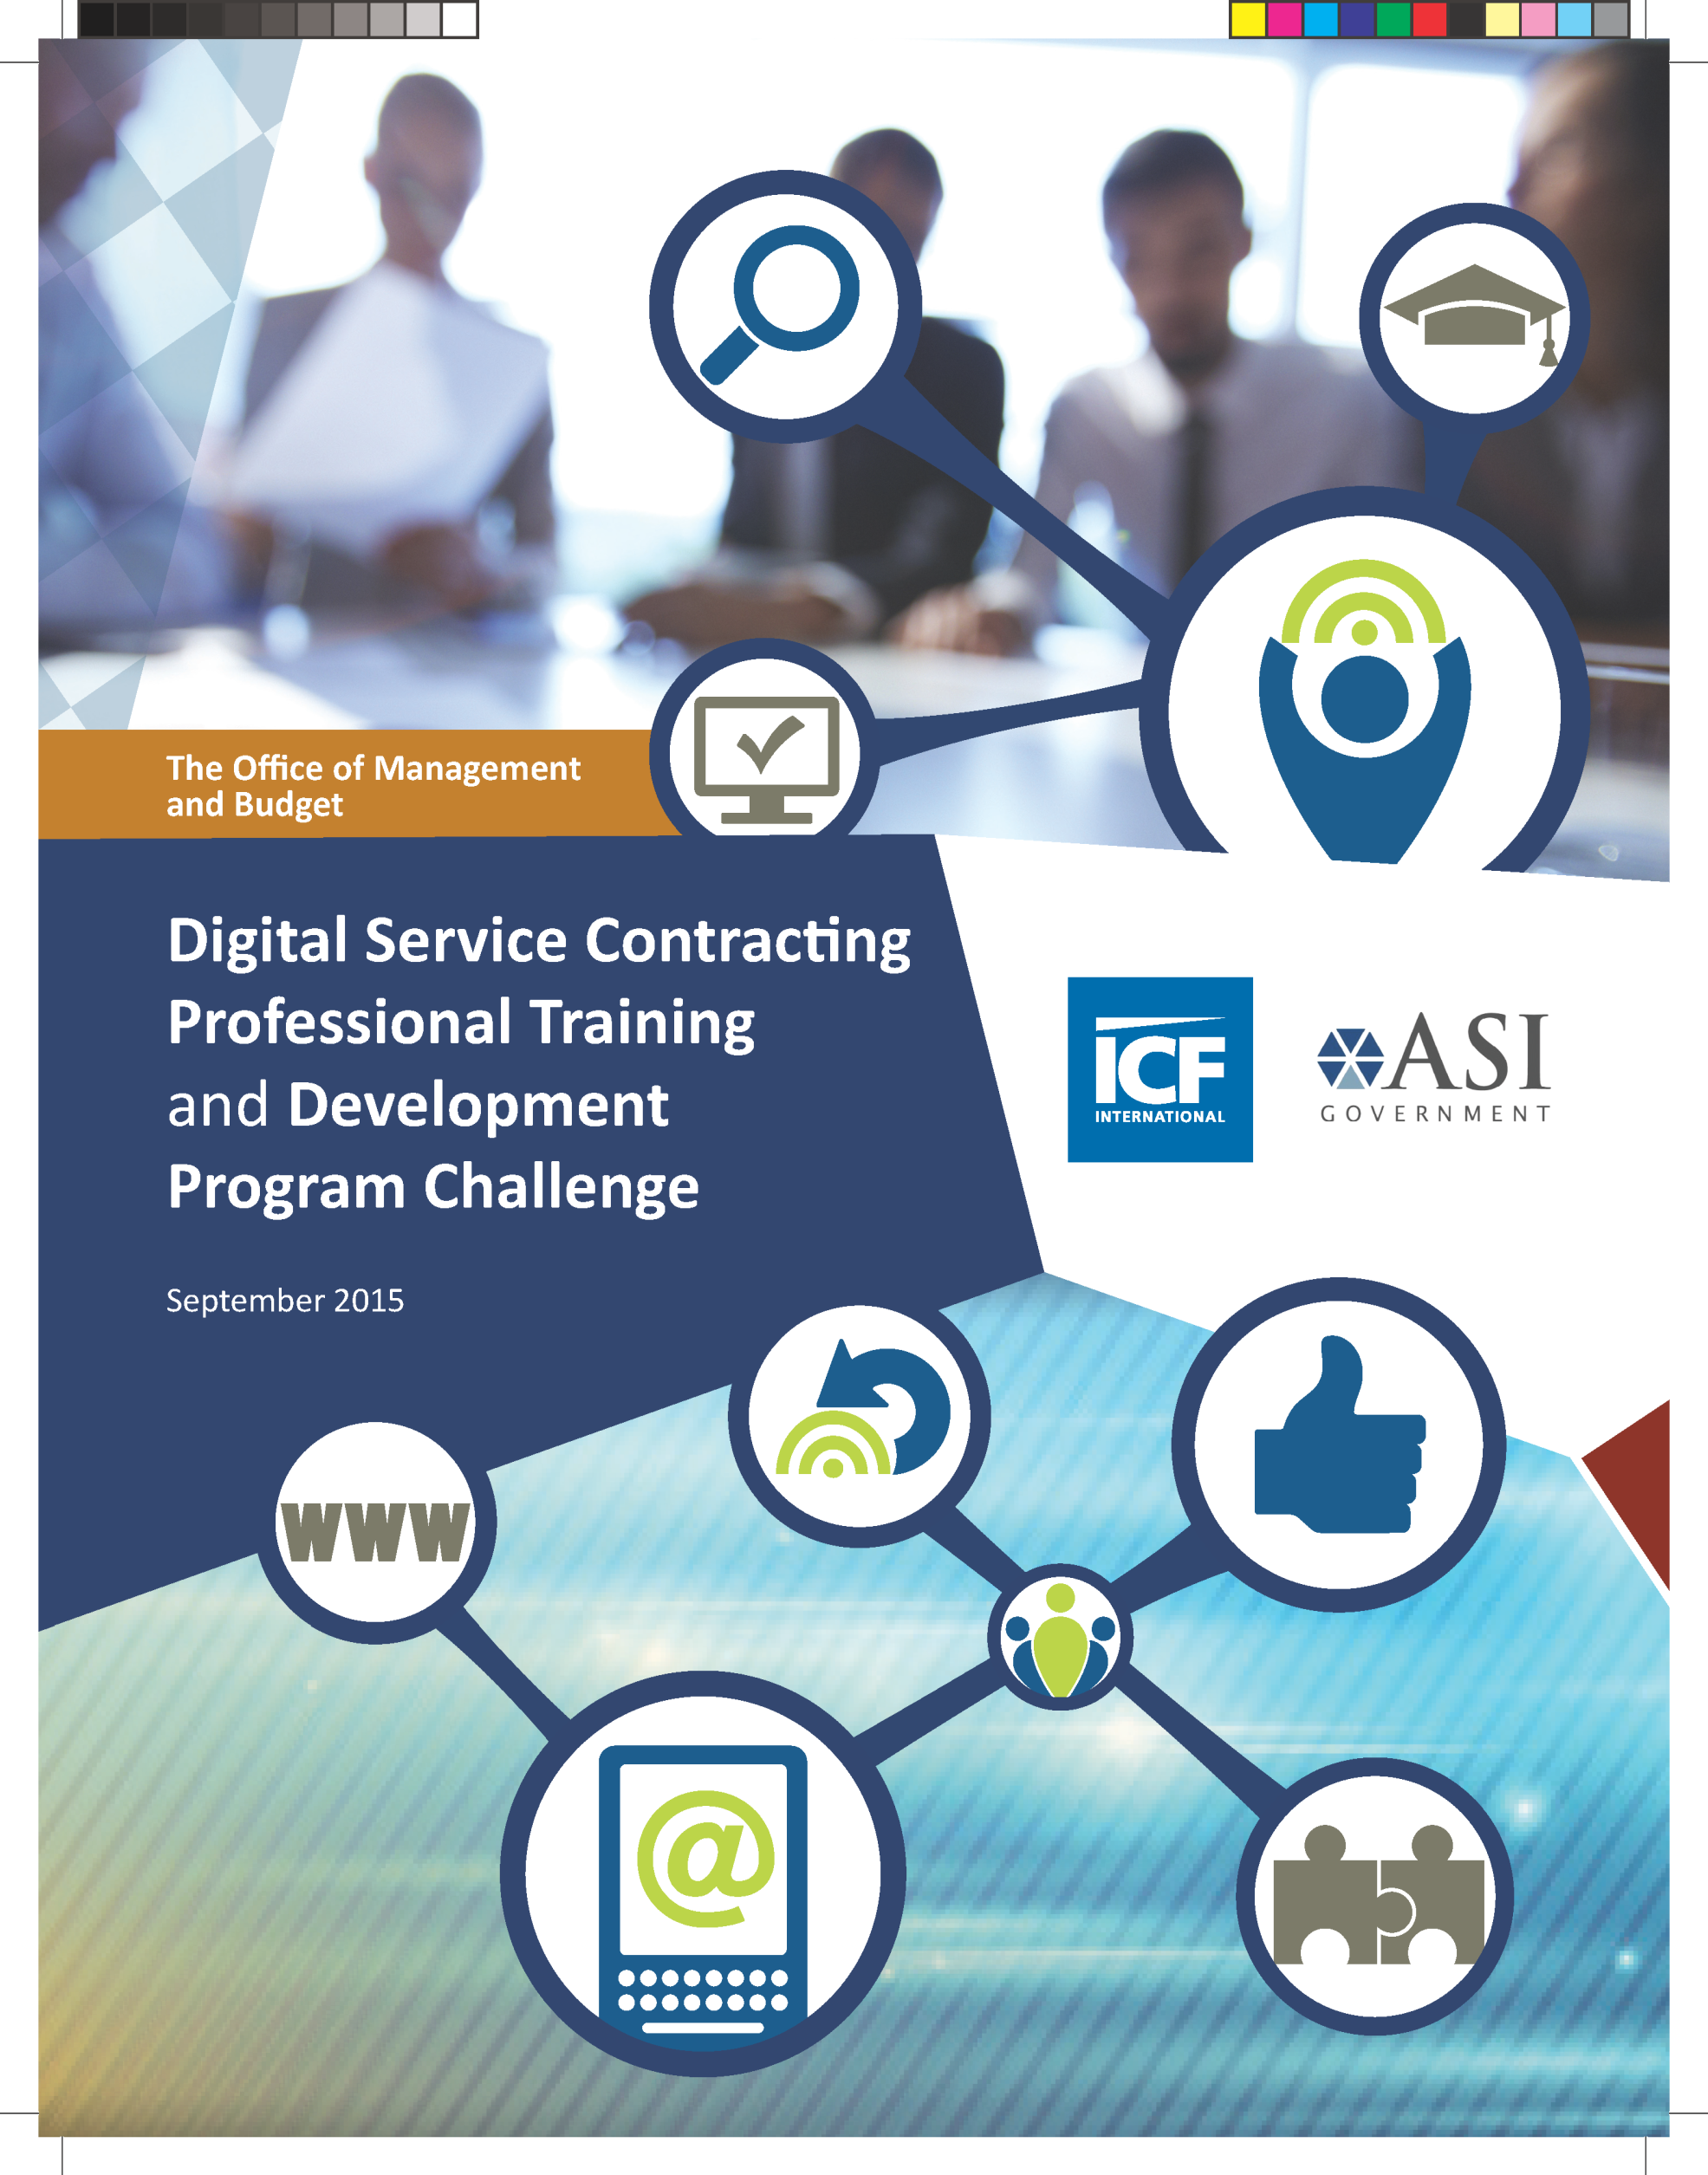 The Office of Management
and Budget
Digital Service Contracting
Professional Training
and Development
Program Challenge
September 2015
ICF
INTERNATIONAL
ASI
GOVERNMENT
WWW
@